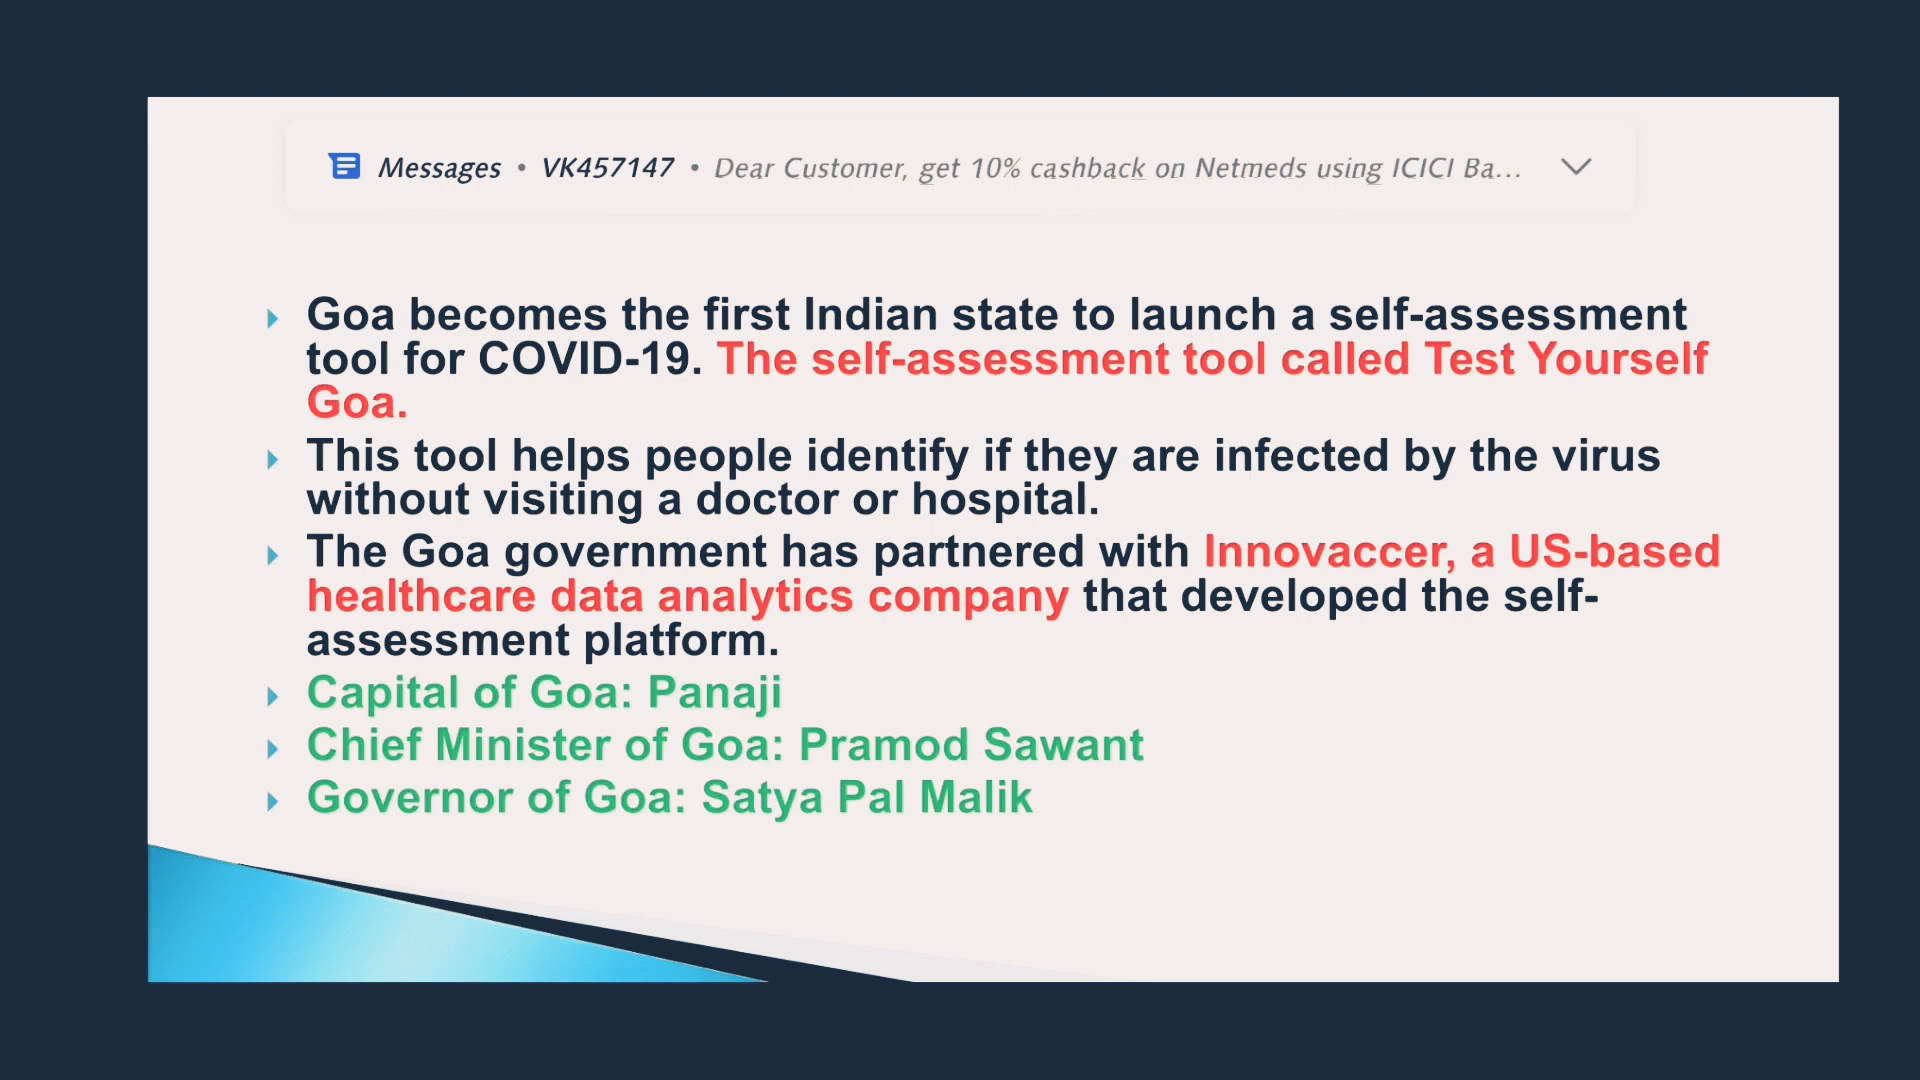 Messages • VK457147 • Dear Customer, get 10% cashback on Netmeds using ICICI Ba...
Goa becomes the first Indian state to launch a self-assessment
tool for COVID-19. The self-assessment tool called Test Yourself
Goa.
This tool helps people identify if they are infected by the virus
without visiting a doctor or hospital.
The Goa government has partnered with Innovaccer, a US-based
healthcare data analytics company that developed the self-
assessment platform.
Capital of Goa: Panaji
Chief Minister of Goa: Pramod Sawant
Governor of Goa: Satya Pal Malik